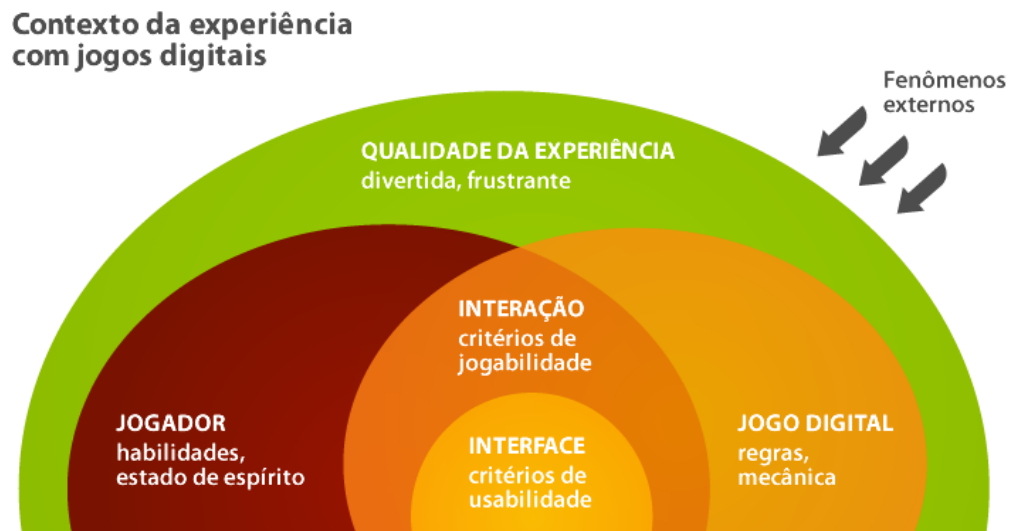 Contexto da experiência
com jogos digitais
Fenômenos
externos
QUALIDADE DA EXPERIÊNCIA
divertida, frustrante
INTERAÇÃO
critérios de
jogabilidade
JOGADOR
habilidades,
estado de espírito
INTERFACE
critérios de
usabilidade
JOGO DIGITAL
regras,
mecânica